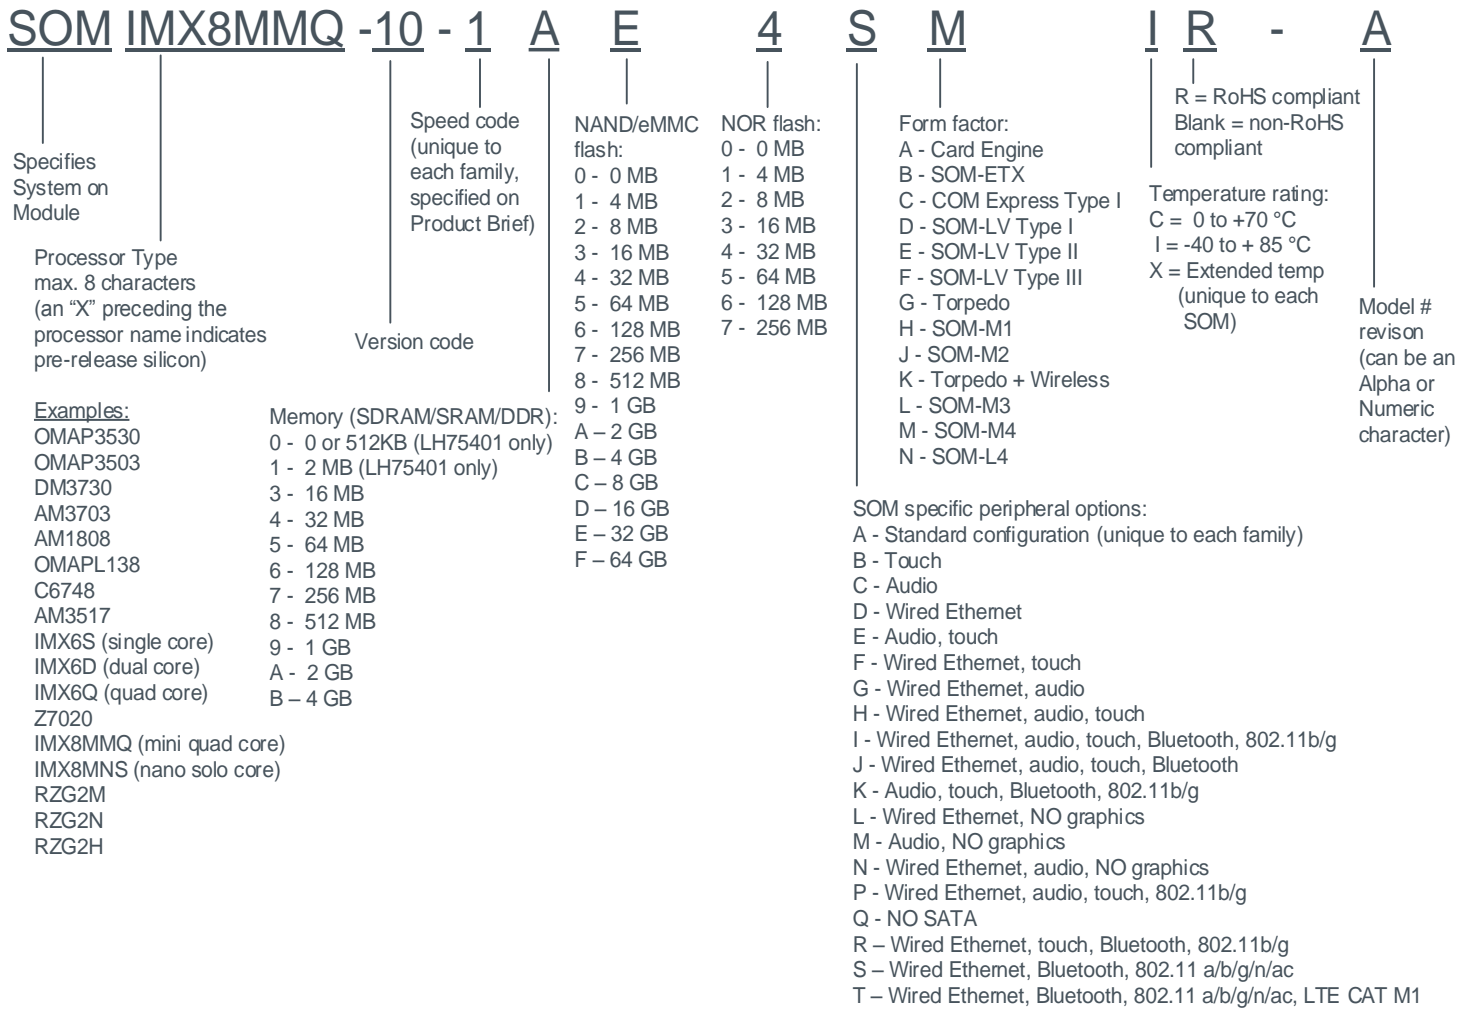 SOM IMX8MMQ -10 - 1 A E 4 S M I R - A
Specifies
System on
Module
Processor Type
max. 8 characters
(an “X” preceding the
processor name indicates
pre-release silicon)
Examples:
OMAP3530
OMAP3503
DM3730
AM3703
AM1808
OMAPL138
C6748
AM3517
IMX6S (single core)
IMX6D (dual core)
IMX6Q (quad core)
Z7020
IMX8MMQ (mini quad core)
IMX8MNS (nano solo core)
RZG2M
RZG2N
RZG2H
Version code
Speed code
(unique to
each family,
specified on
Product Brief)
Memory (SDRAM/SRAM/DDR):
0 - 0 or 512KB (LH75401 only)
1 - 2 MB (LH75401 only)
3 - 16 MB
4 - 32 MB
5 - 64 MB
6 - 128 MB
7 - 256 MB
8 - 512 MB
9 - 1 GB
A - 2 GB
B – 4 GB
NAND/eMMC
flash:
0 - 0 MB
1 - 4 MB
2 - 8 MB
3 - 16 MB
4 - 32 MB
5 - 64 MB
6 - 128 MB
7 - 256 MB
8 - 512 MB
9 - 1 GB
A – 2 GB
B – 4 GB
C – 8 GB
D – 16 GB
E – 32 GB
F – 64 GB
NOR flash:
0 - 0 MB
1 - 4 MB
2 - 8 MB
3 - 16 MB
4 - 32 MB
5 - 64 MB
6 - 128 MB
7 - 256 MB
SOM specific peripheral options:
A - Standard configuration (unique to each family)
B - Touch
C - Audio
D - Wired Ethernet
E - Audio, touch
F - Wired Ethernet, touch
G - Wired Ethernet, audio
H - Wired Ethernet, audio, touch
I - Wired Ethernet, audio, touch, Bluetooth, 802.11b/g
J - Wired Ethernet, audio, touch, Bluetooth
K - Audio, touch, Bluetooth, 802.11b/g
L - Wired Ethernet, NO graphics
M - Audio, NO graphics
N - Wired Ethernet, audio, NO graphics
P - Wired Ethernet, audio, touch, 802.11b/g
Q - NO SATA
R – Wired Ethernet, touch, Bluetooth, 802.11b/g
S – Wired Ethernet, Bluetooth, 802.11 a/b/g/n/ac
T – Wired Ethernet, Bluetooth, 802.11 a/b/g/n/ac, LTE CAT M1
Form factor:
A - Card Engine
B - SOM-ETX
C - COM Express Type I
D - SOM-LV Type I
E - SOM-LV Type II
F - SOM-LV Type III
G - Torpedo
H - SOM-M1
J - SOM-M2
K - Torpedo + Wireless
L - SOM-M3
M - SOM-M4
N - SOM-L4
Temperature rating:
C = 0 to +70 °C
I = -40 to + 85 °C
X = Extended temp
(unique to each
SOM)
R = RoHS compliant
Blank = non-RoHS
compliant
Model #
revison
(can be an
Alpha or
Numeric
character)